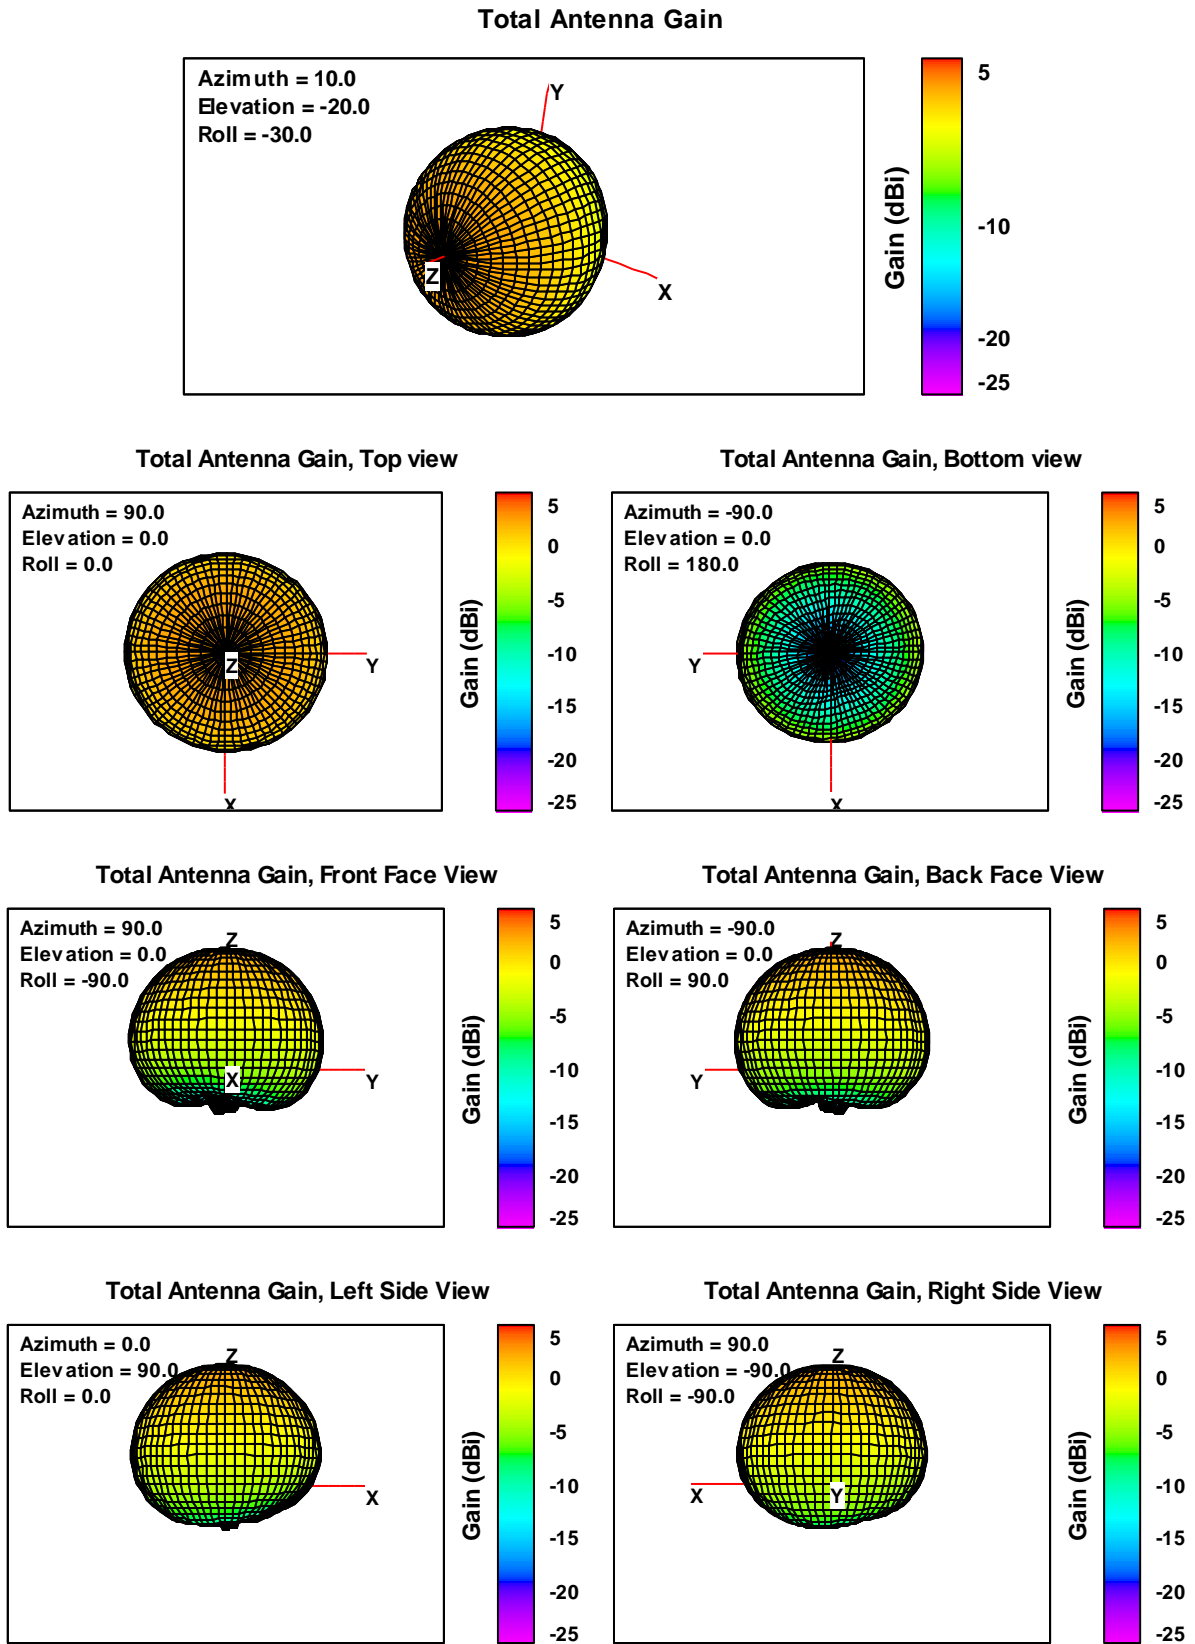 Total Antenna Gain
Azimuth = 10.0
Elevation = -20.0
Roll = -30.0
Y
Z
X
Gain (dBi)
5
-10
-20
-25
Total Antenna Gain, Top view
Azimuth = 90.0
Elevation = 0.0
Roll = 0.0
Z
Y
X
Gain (dBi)
5
0
-5
-10
-15
-20
-25
Total Antenna Gain, Bottom view
Azimuth = -90.0
Elevation = 0.0
Roll = 180.0
Y
X
Gain (dBi)
5
0
-5
-10
-15
-20
-25
Total Antenna Gain, Front Face View
Azimuth = 90.0
Elevation = 0.0
Roll = -90.0
Z
X
Y
Gain (dBi)
5
0
-5
-10
-15
-20
-25
Total Antenna Gain, Back Face View
Azimuth = -90.0
Elevation = 0.0
Roll = 90.0
Z
Y
Gain (dBi)
5
0
-5
-10
-15
-20
-25
Total Antenna Gain, Left Side View
Azimuth = 0.0
Elevation = 90.0
Roll = 0.0
Z
X
Gain (dBi)
5
0
-5
-10
-15
-20
-25
Total Antenna Gain, Right Side View
Azimuth = 90.0
Elevation = -90.0
Roll = -90.0
Z
X
Y
Gain (dBi)
5
0
-5
-10
-15
-20
-25